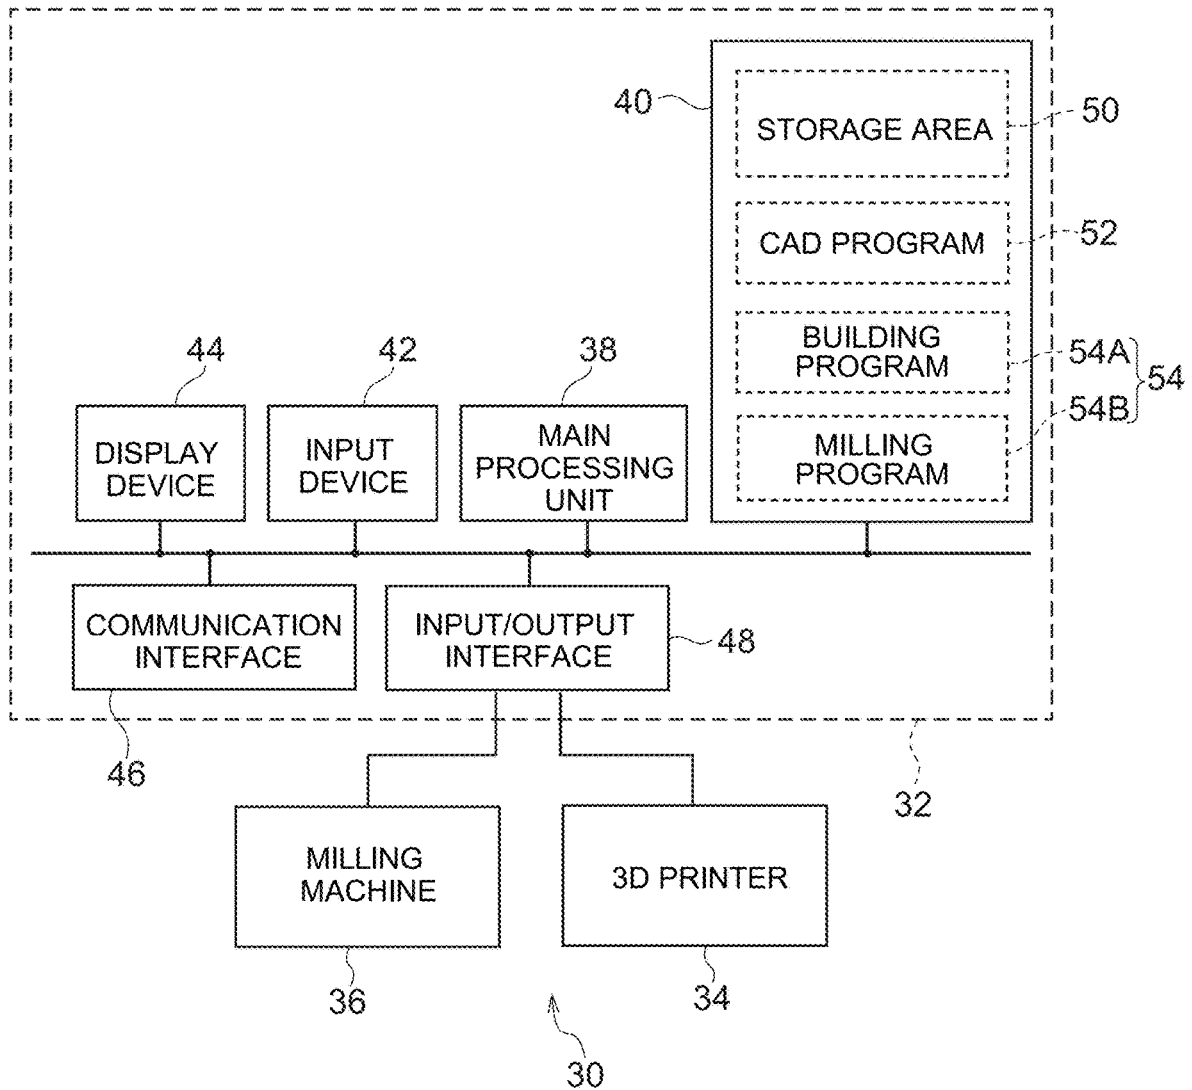 40
STORAGE AREA
50
CAD PROGRAM
52
BUILDING
PROGRAM
54A
54
54B
MILLING
PROGRAM
44
42
38
DISPLAY
DEVICE
INPUT
DEVICE
MAIN
PROCESSING
UNIT
COMMUNICATION
INTERFACE
INPUT/OUTPUT
INTERFACE
48
46
32
MILLING
MACHINE
3D PRINTER
36
34
30